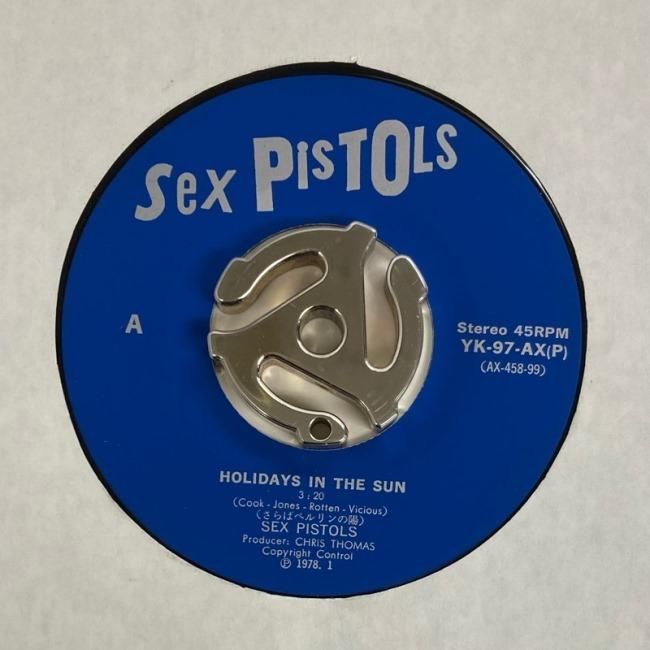 Sex PiSTOLS
A
Stereo 45RPM
YK-97-AX(P)
(AX-458-99)
HOLIDAYS IN THE SUN
3:20
(Cook - Jones - Rotten - Vicious)
(さらばベルリンの陽)
SEX PISTOLS
Producer: CHRIS THOMAS
Copyright Control
Ⓟ 1978. 1